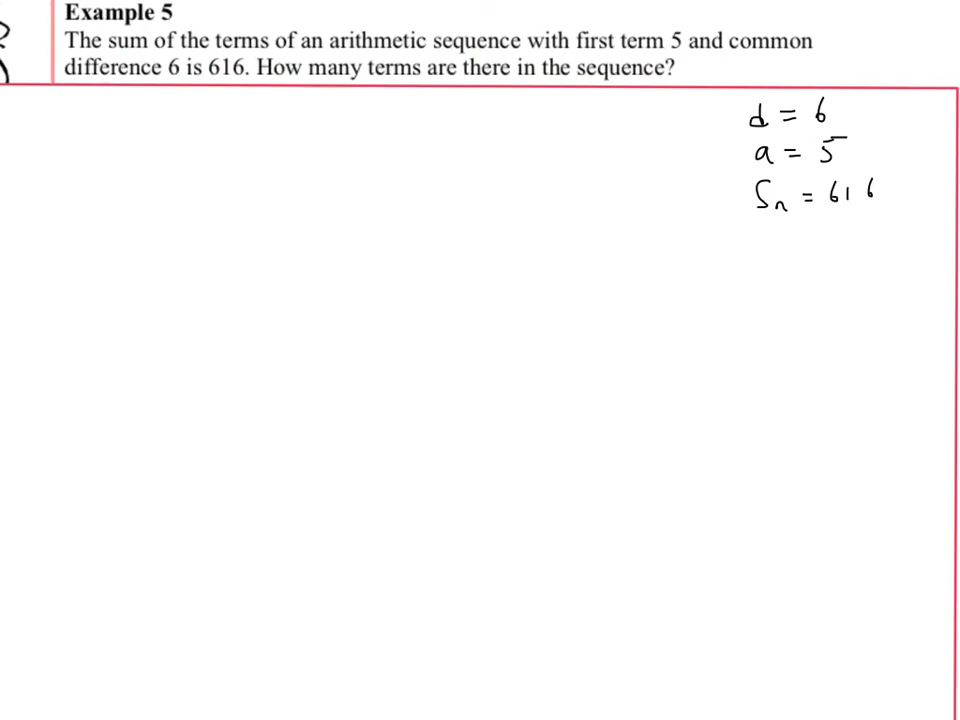 Example 5
The sum of the terms of an arithmetic sequence with first term 5 and common
difference 6 is 616. How many terms are there in the sequence?
d = 6
a = 5
Sn = 616